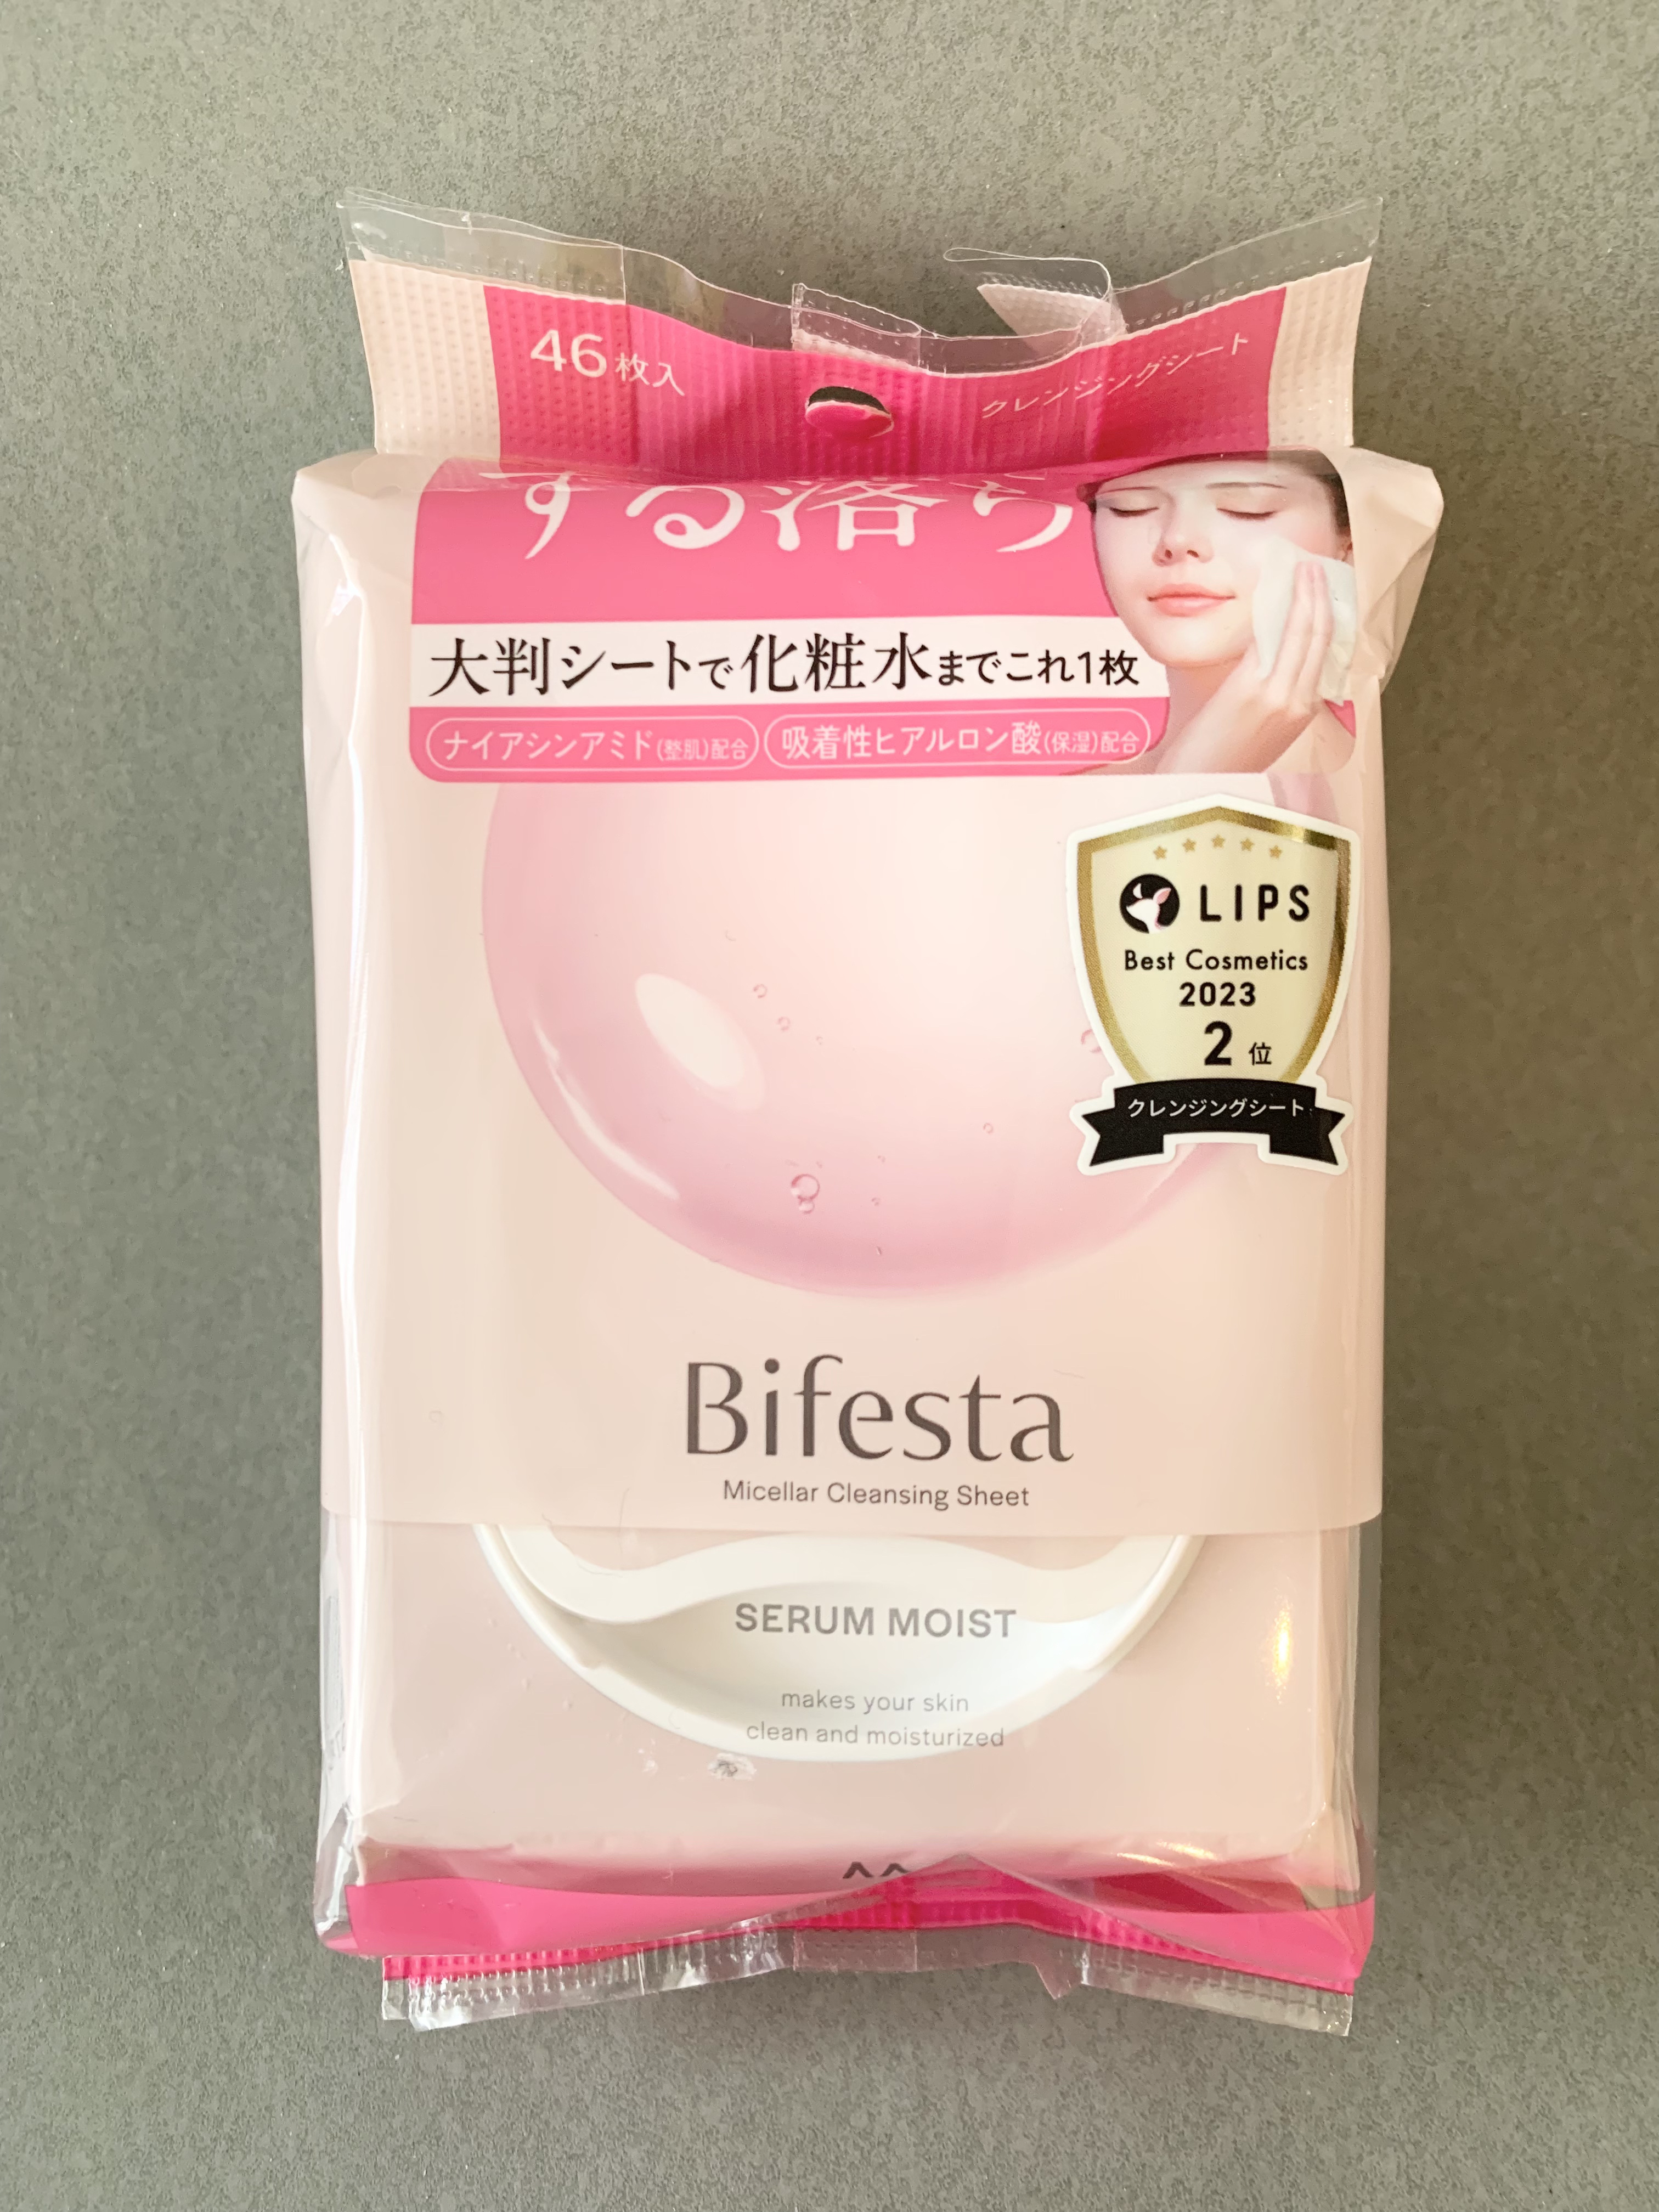 46枚入
クレンジングシート
する落ち
大判シートで化粧水までこれ1枚
ナイアシンアミド(整肌)配合
吸着性ヒアルロン酸(保湿)配合
LIPS
Best Cosmetics
2023
2位
クレンジングシート
Bifesta
Micellar Cleansing Sheet
SERUM MOIST
makes your skin
clean and moisturized